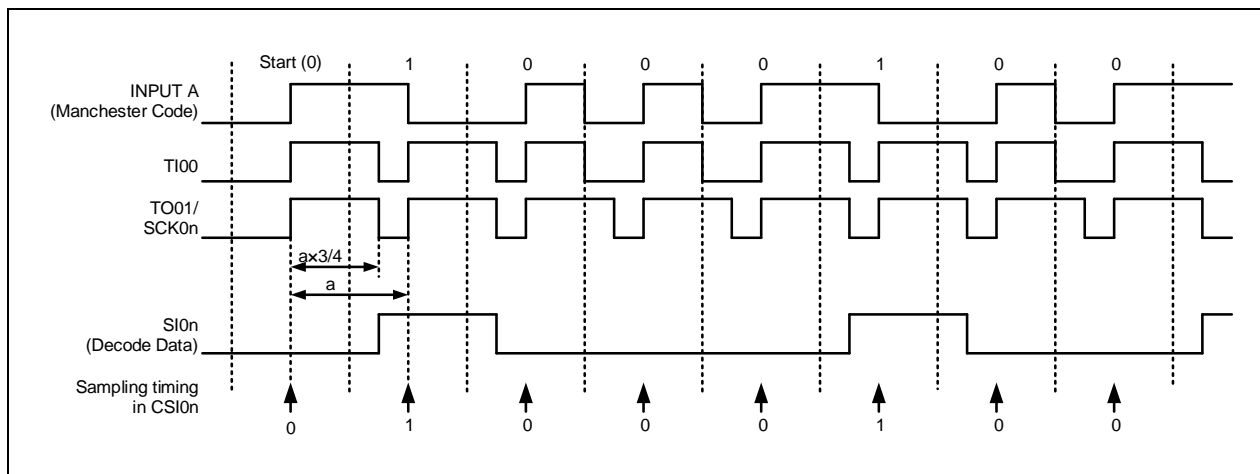 Start (0) 1 0 0 0 1 0 0
INPUT A
(Manchester Code)
TI00
TO01/
SCK0n
a×3/4
a
SI0n
(Decode Data)
Sampling timing
in CSI0n
0 1 0 0 0 1 0 0